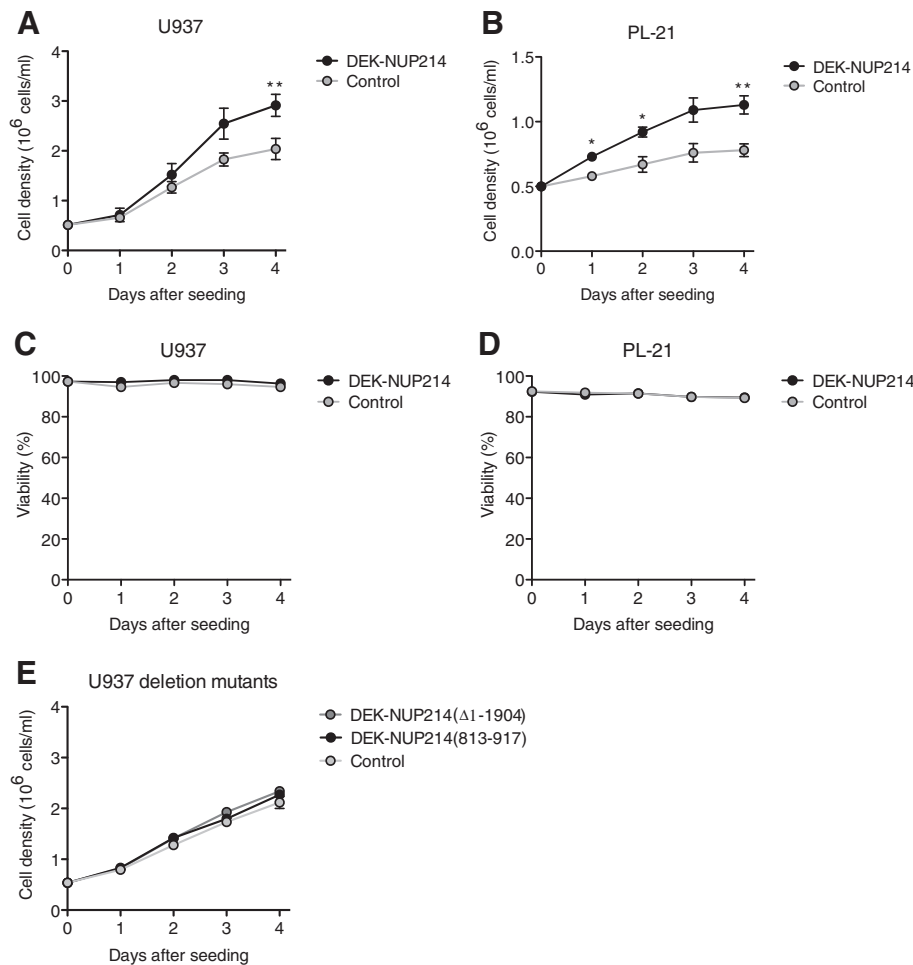 A
U937
Cell density (10^6 cells/ml)
4
3
2
1
0
**
0 1 2 3 4
Days after seeding
DEK-NUP214
Control
B
PL-21
Cell density (10^6 cells/ml)
1.5
1.0
0.5
0.0
* * **
0 1 2 3 4
Days after seeding
DEK-NUP214
Control
C
U937
Viability (%)
100
80
60
40
20
0
0 1 2 3 4
Days after seeding
DEK-NUP214
Control
D
PL-21
Viability (%)
100
80
60
40
20
0
0 1 2 3 4
Days after seeding
DEK-NUP214
Control
E
U937 deletion mutants
Cell density (10^6 cells/ml)
4
3
2
1
0
0 1 2 3 4
Days after seeding
DEK-NUP214(Δ1-1904)
DEK-NUP214(813-917)
Control